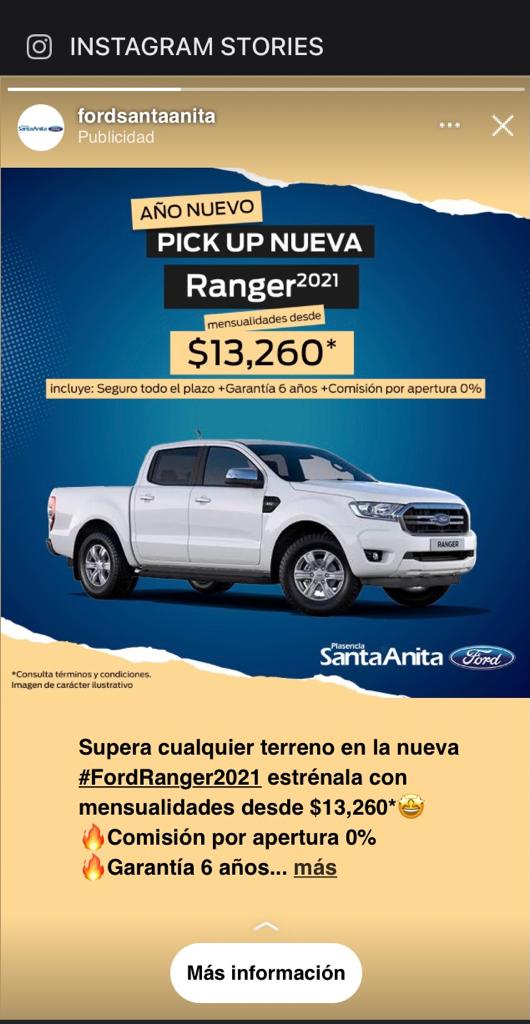 INSTAGRAM STORIES
fordsantaanita
Publicidad
AÑO NUEVO
PICK UP NUEVA
Ranger2021
mensualidades desde
$13,260*
incluye: Seguro todo el plazo +Garantía 6 años +Comisión por apertura 0%
RANGER
Plasencia
SantaAnita Ford
*Consulta términos y condiciones.
Imagen de carácter ilustrativo
Supera cualquier terreno en la nueva
#FordRanger2021 estrénala con
mensualidades desde $13,260*🤩
🔥Comisión por apertura 0%
🔥Garantía 6 años... más
Más información